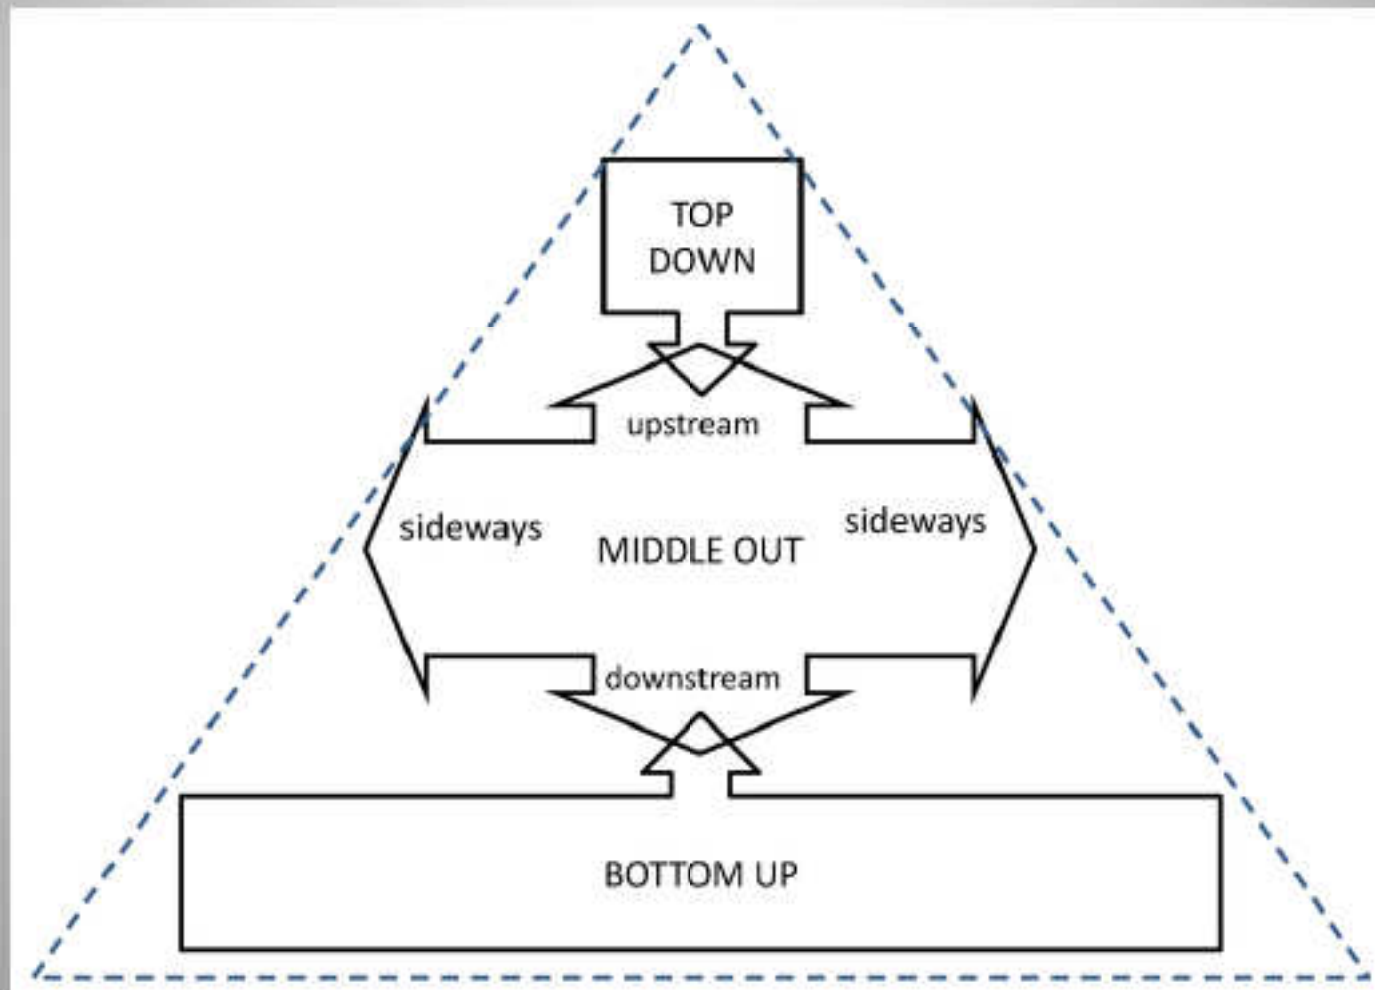 TOP
DOWN
upstream
sideways
MIDDLE OUT
sideways
downstream
BOTTOM UP